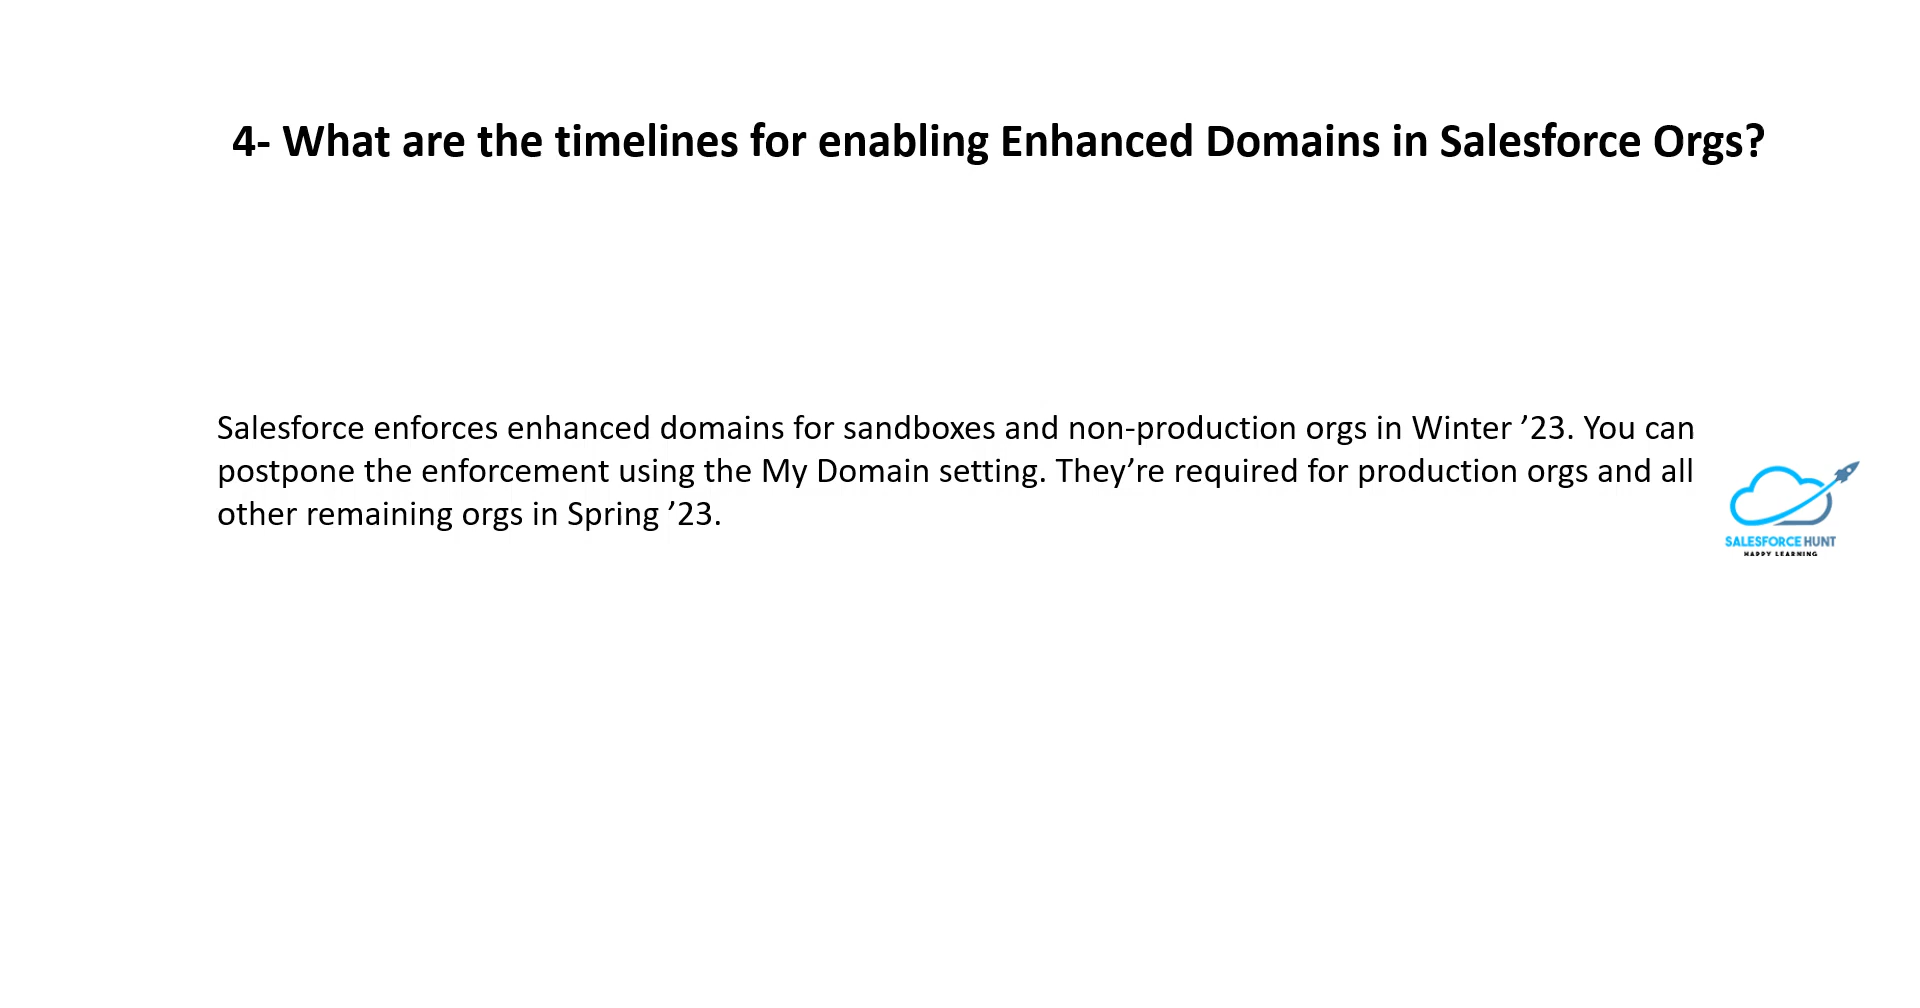 4- What are the timelines for enabling Enhanced Domains in Salesforce Orgs?
Salesforce enforces enhanced domains for sandboxes and non-production orgs in Winter ’23. You can
postpone the enforcement using the My Domain setting. They’re required for production orgs and all
other remaining orgs in Spring ’23.
SALESFORCE HUNT
HAPPY LEARNING